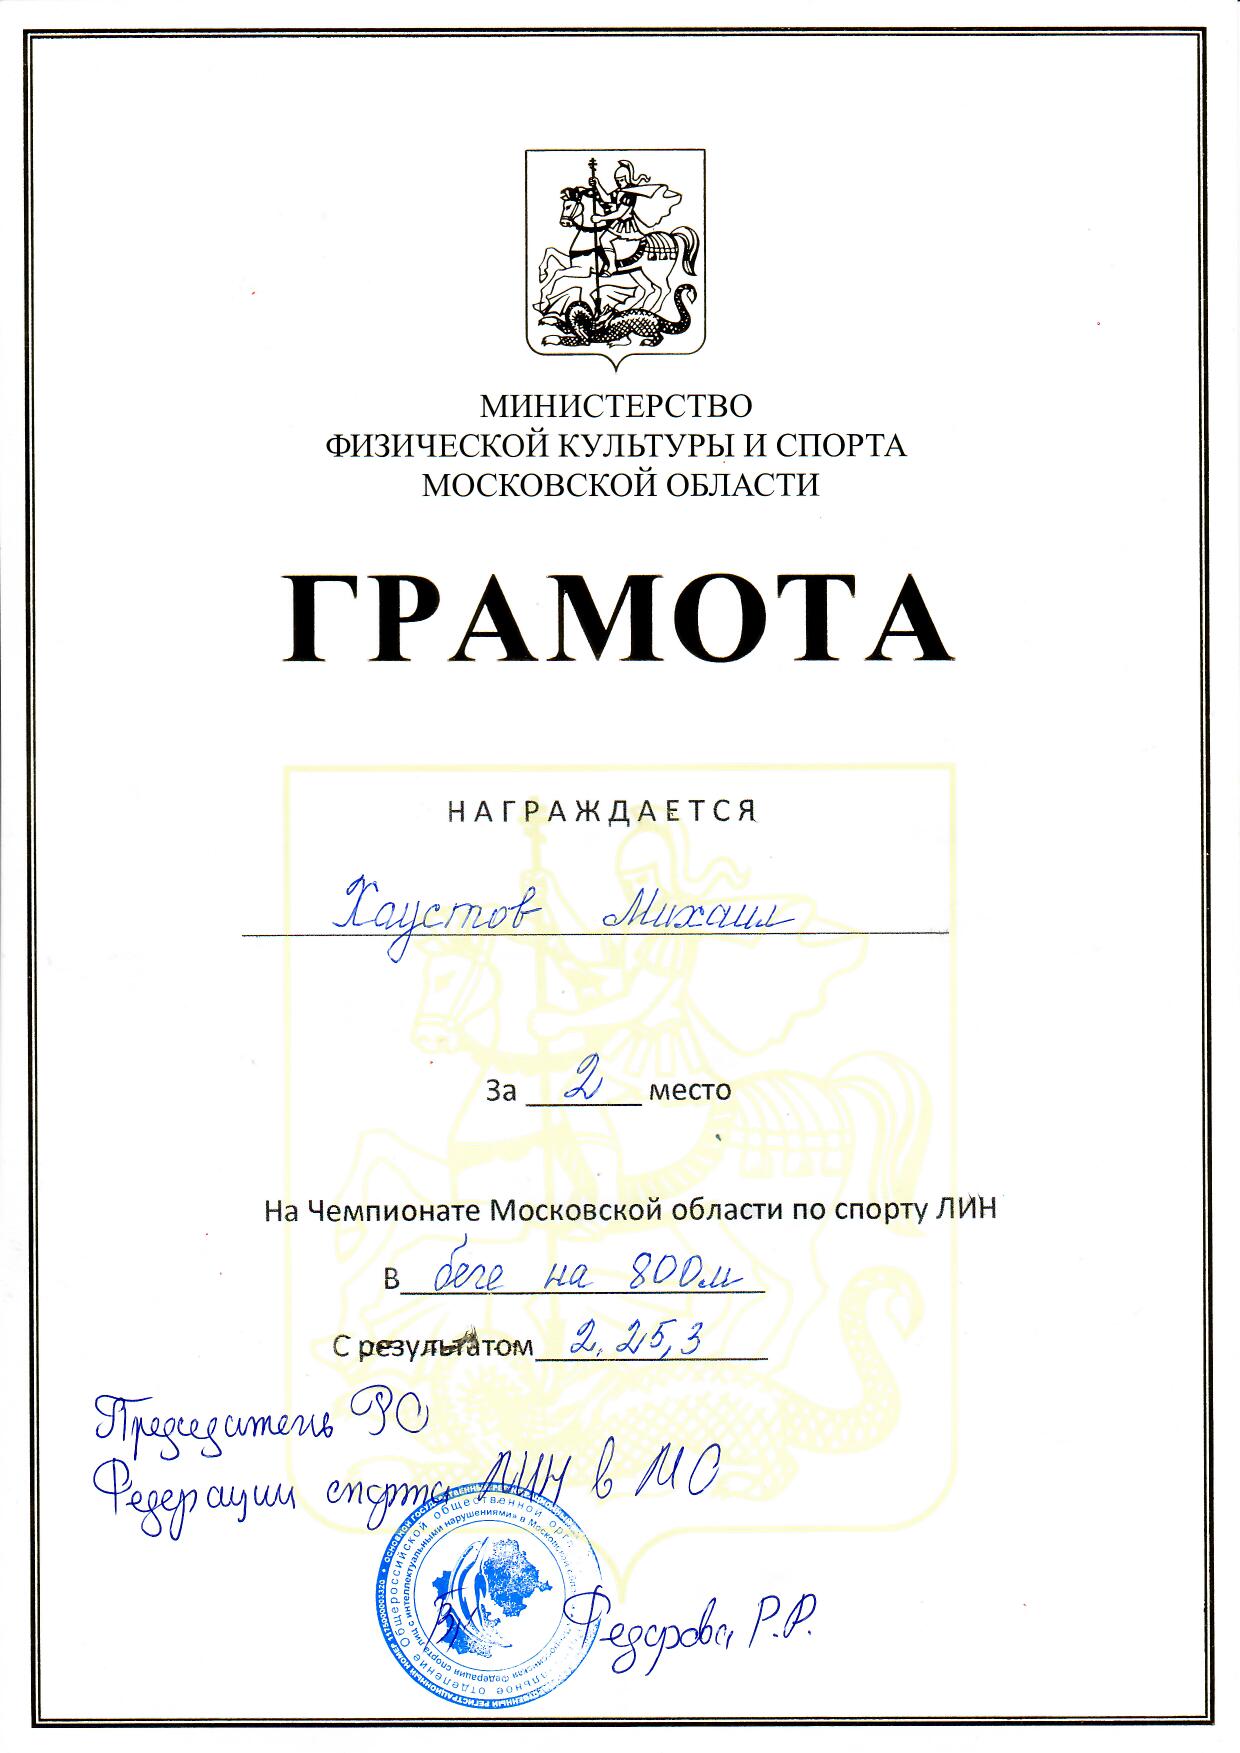 МИНИСТЕРСТВО
ФИЗИЧЕСКОЙ КУЛЬТУРЫ И СПОРТА
МОСКОВСКОЙ ОБЛАСТИ
ГРАМОТА
НАГРАЖДАЕТСЯ
Хаустов Михаил
За 2 место
На Чемпионате Московской области по спорту ЛИН
В беге на 800м
С результатом 2.25,3
Председатель РО
Федерации спорта ЛИН в МО
Федорова Р.Р.